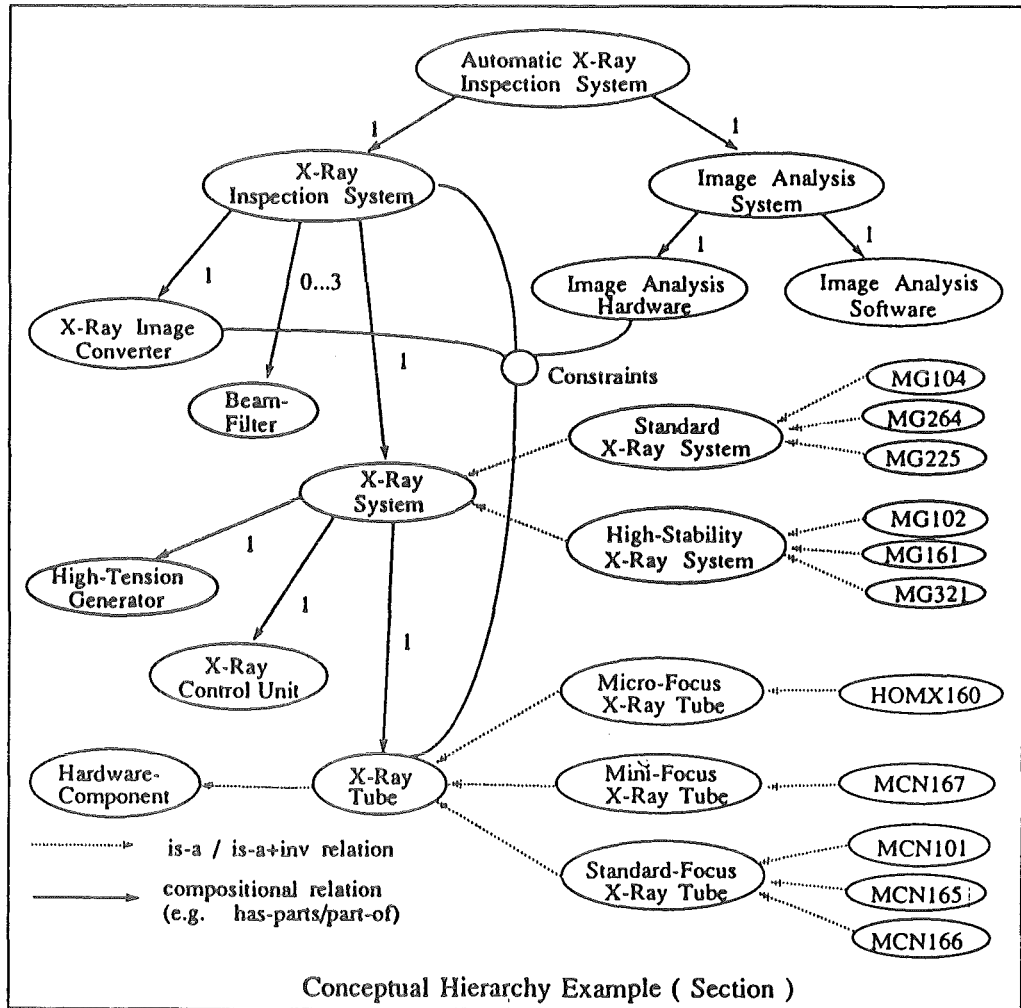 Automatic X-Ray
Inspection System
1
1
X-Ray
Inspection System
Image Analysis
System
1
1
1
0...3
Image Analysis
Hardware
Image Analysis
Software
X-Ray Image
Converter
1
Constraints
MG104
Beam-
Filter
MG264
Standard
X-Ray System
MG225
X-Ray
System
MG102
1
High-Stability
X-Ray System
MG161
High-Tension
Generator
MG321
1
1
X-Ray
Control Unit
Micro-Focus
X-Ray Tube
HOMX160
Hardware-
Component
X-Ray
Tube
Mini-Focus
X-Ray Tube
MCN167
is-a / is-a+inv relation
MCN101
Standard-Focus
X-Ray Tube
compositional relation
(e.g. has-parts/part-of)
MCN165
MCN166
Conceptual Hierarchy Example ( Section )